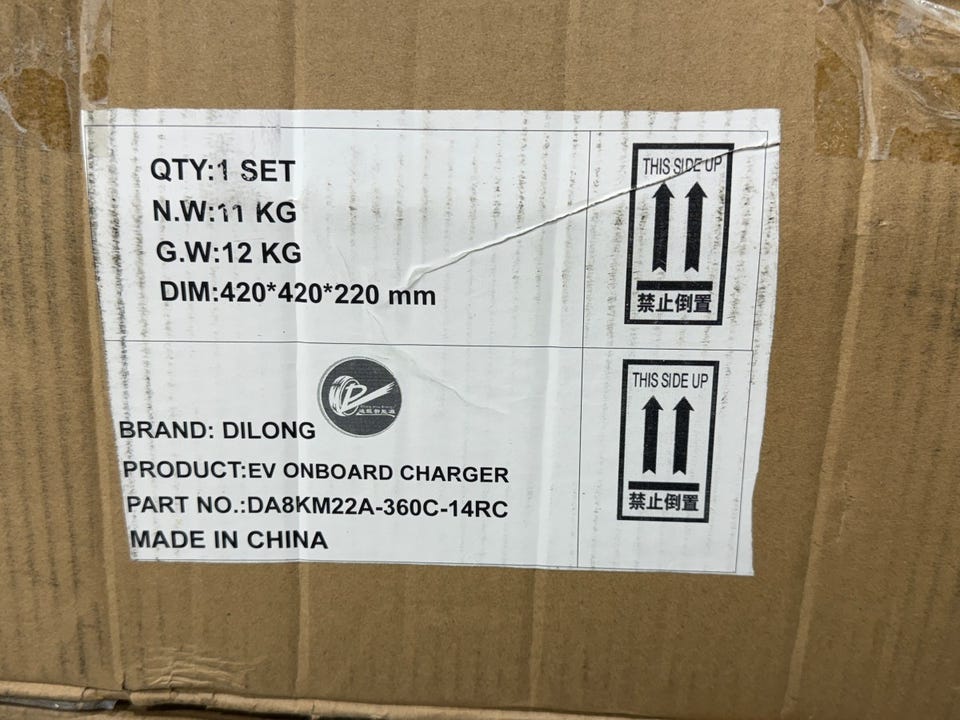 QTY:1 SET
N.W:11 KG
G.W:12 KG
DIM:420*420*220 mm
THIS SIDE UP
禁止倒置
BRAND: DILONG
PRODUCT:EV ONBOARD CHARGER
PART NO.:DA8KM22A-360C-14RC
MADE IN CHINA
THIS SIDE UP
禁止倒置